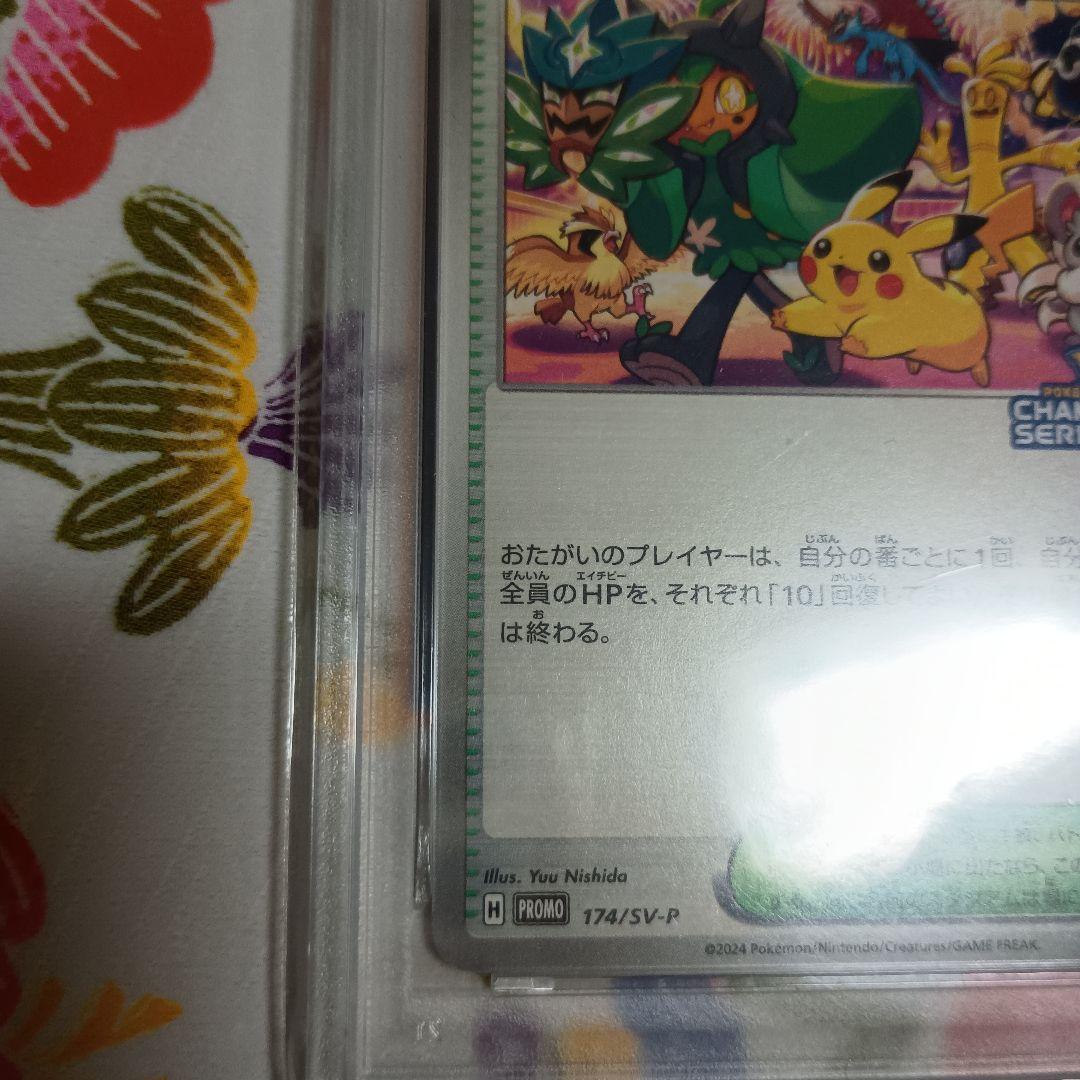 CHAM
SERI
おたがいのプレイヤーは、自分の番ごとに1回 自分
全員のHPを、それぞれ「10」回復して
は終わる。
Illus. Yuu Nishida
H PROMO 174/SV-P
©2024 Pokémon/Nintendo/Creatures/GAME FREAK.